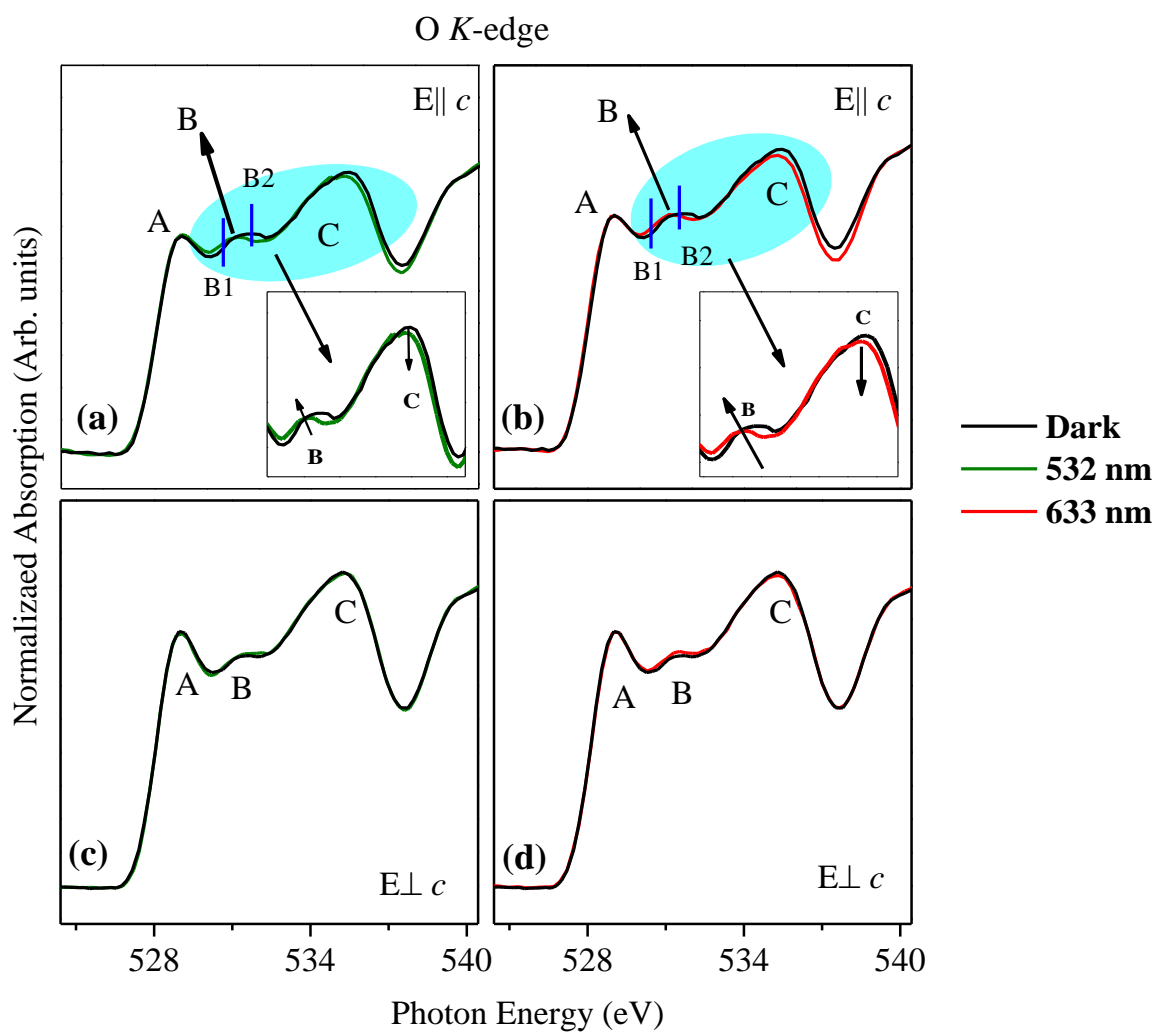 O K-edge
E|| c
B
B2
A
C
B1
C
B
(a)
E|| c
B
A
C
B1
B2
C
B
(b)
Dark
532 nm
633 nm
C
A
B
(c)
E⊥ c
C
A
B
(d)
E⊥ c
528
534
540
528
534
540
Photon Energy (eV)
Normalizaed Absorption (Arb. units)